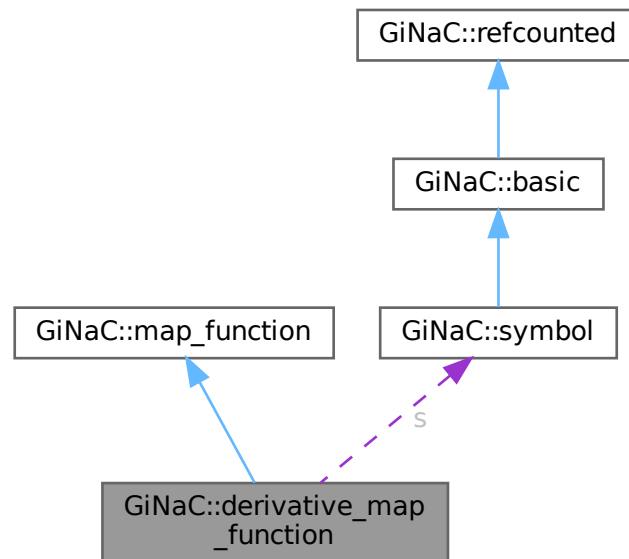 GiNaC::refcounted
GiNaC::basic
GiNaC::map_function
GiNaC::symbol
s
GiNaC::derivative_map
_function